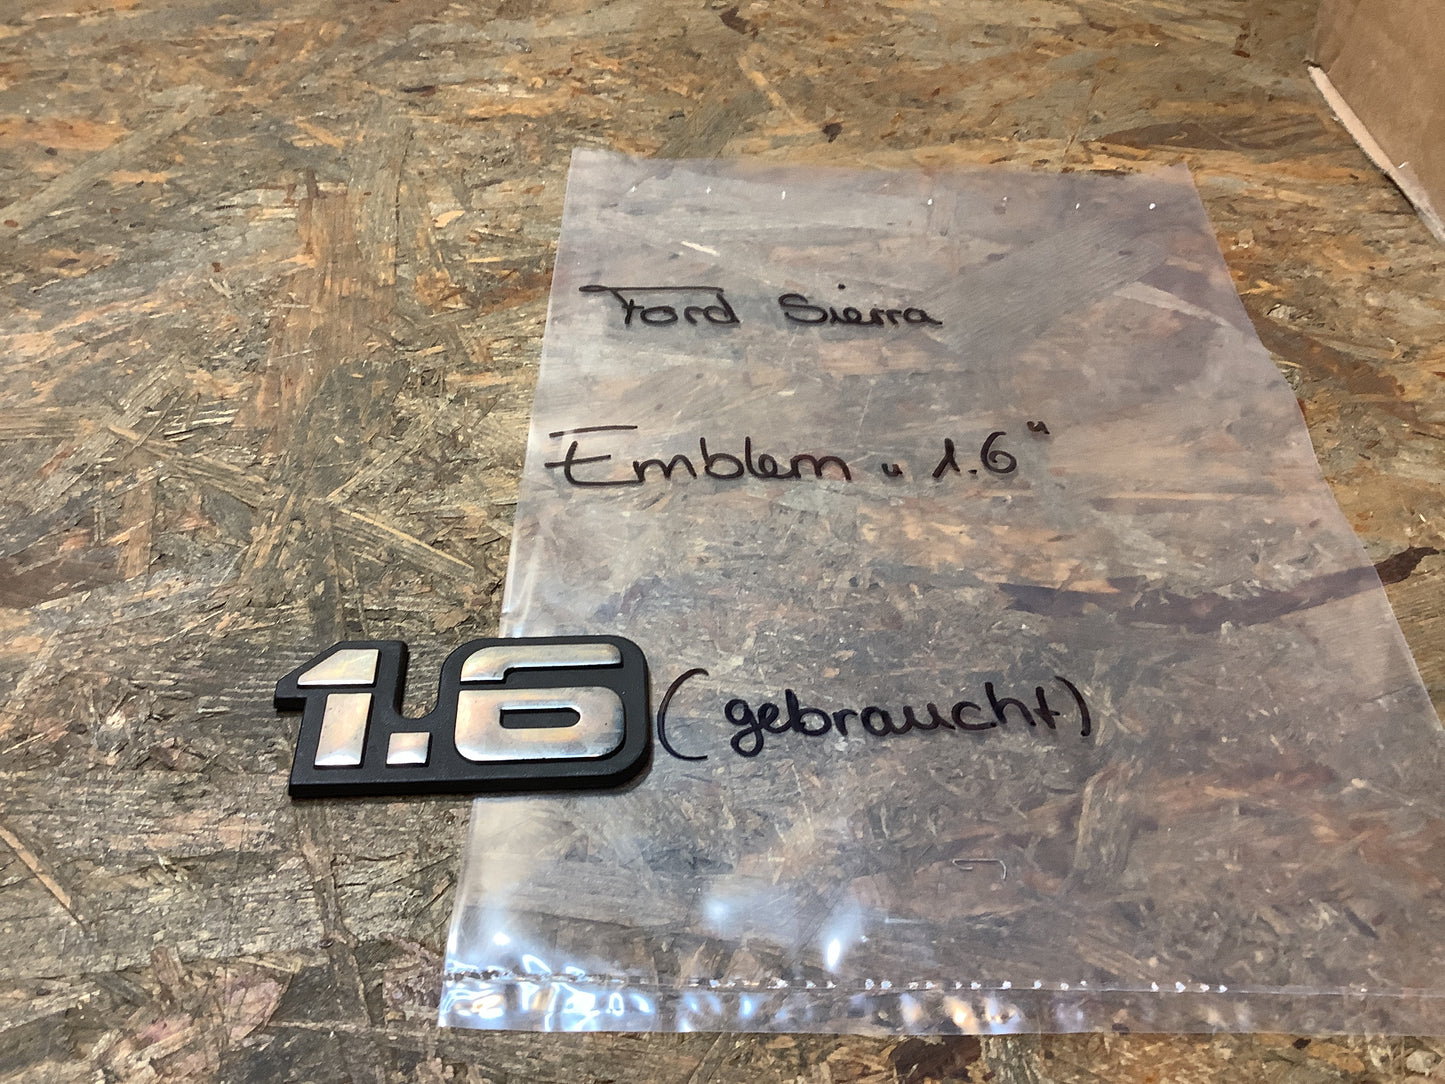 Ford Sierra
Emblem „1.6"
1.6
(gebraucht)